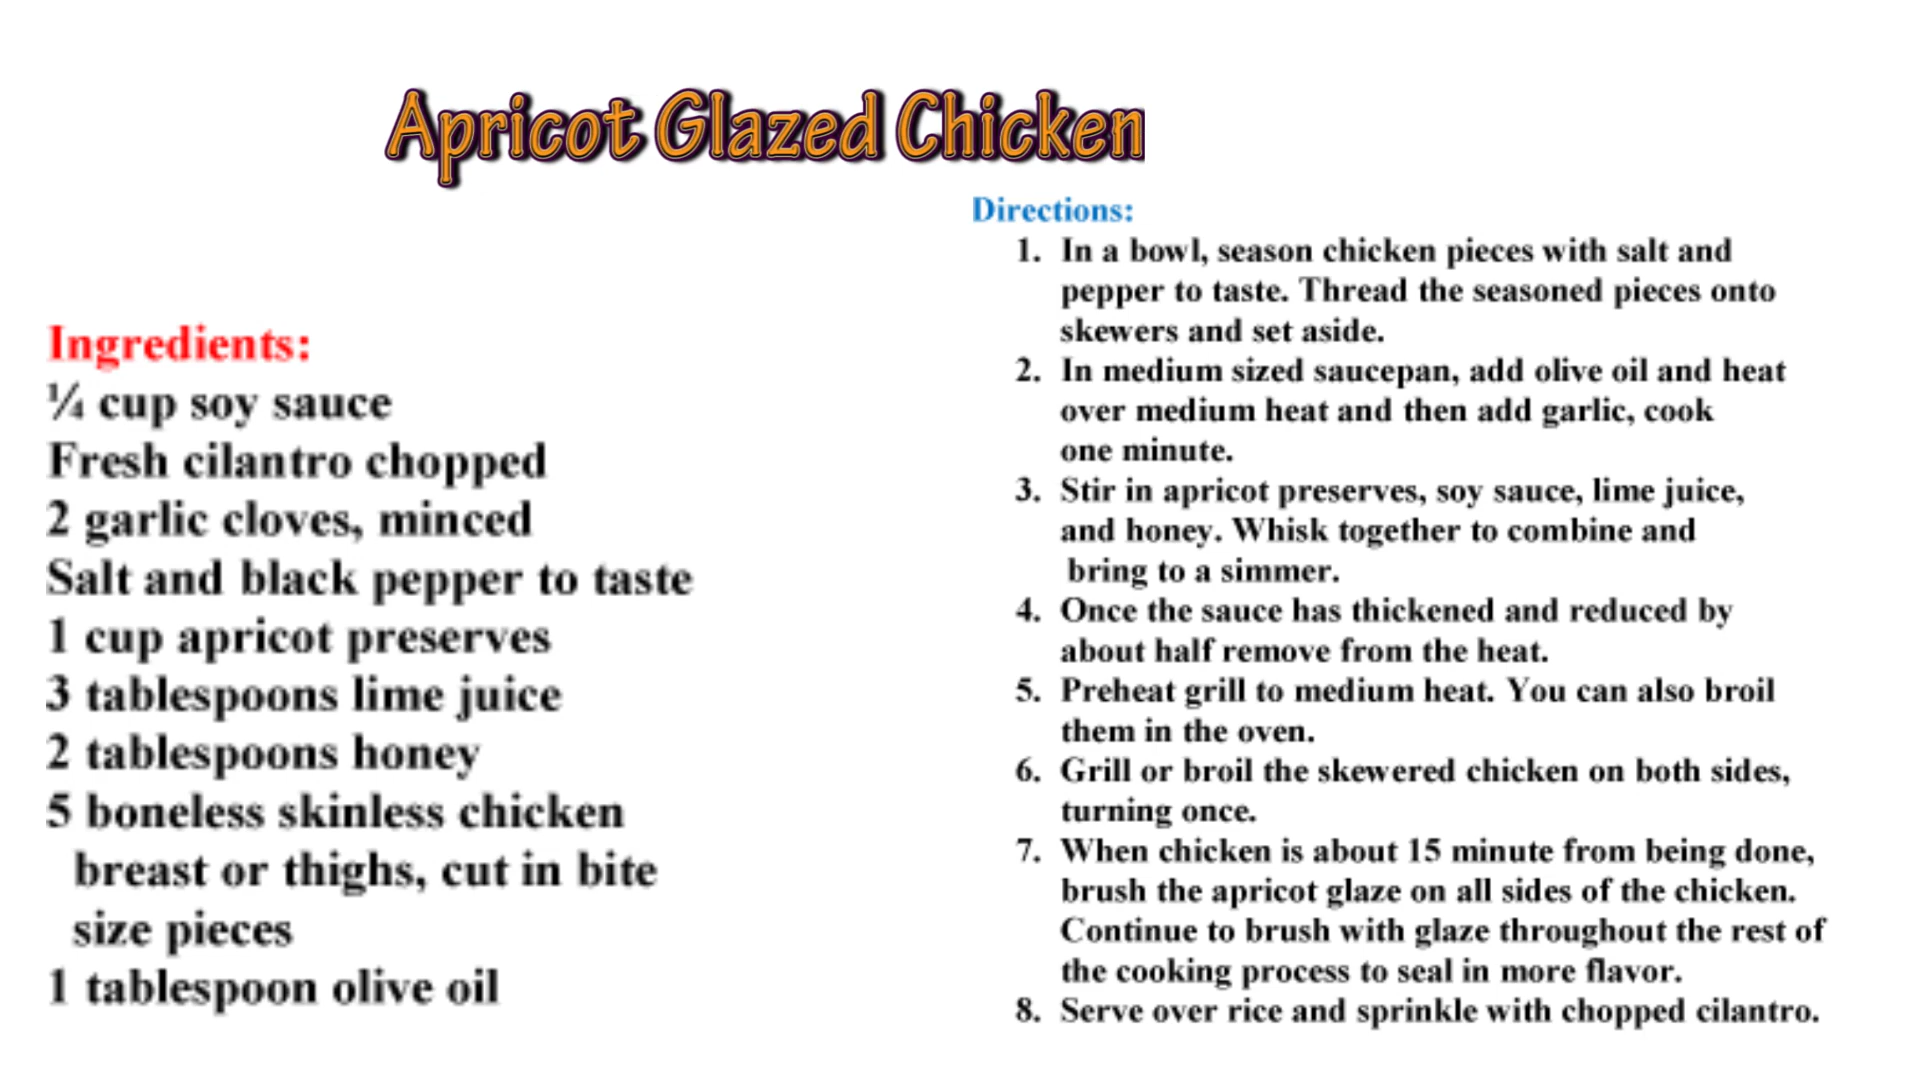 Apricot Glazed Chicken
Ingredients:
¼ cup soy sauce
Fresh cilantro chopped
2 garlic cloves, minced
Salt and black pepper to taste
1 cup apricot preserves
3 tablespoons lime juice
2 tablespoons honey
5 boneless skinless chicken
breast or thighs, cut in bite
size pieces
1 tablespoon olive oil
Directions:
1. In a bowl, season chicken pieces with salt and
pepper to taste. Thread the seasoned pieces onto
skewers and set aside.
2. In medium sized saucepan, add olive oil and heat
over medium heat and then add garlic, cook
one minute.
3. Stir in apricot preserves, soy sauce, lime juice,
and honey. Whisk together to combine and
bring to a simmer.
4. Once the sauce has thickened and reduced by
about half remove from the heat.
5. Preheat grill to medium heat. You can also broil
them in the oven.
6. Grill or broil the skewered chicken on both sides,
turning once.
7. When chicken is about 15 minute from being done,
brush the apricot glaze on all sides of the chicken.
Continue to brush with glaze throughout the rest of
the cooking process to seal in more flavor.
8. Serve over rice and sprinkle with chopped cilantro.